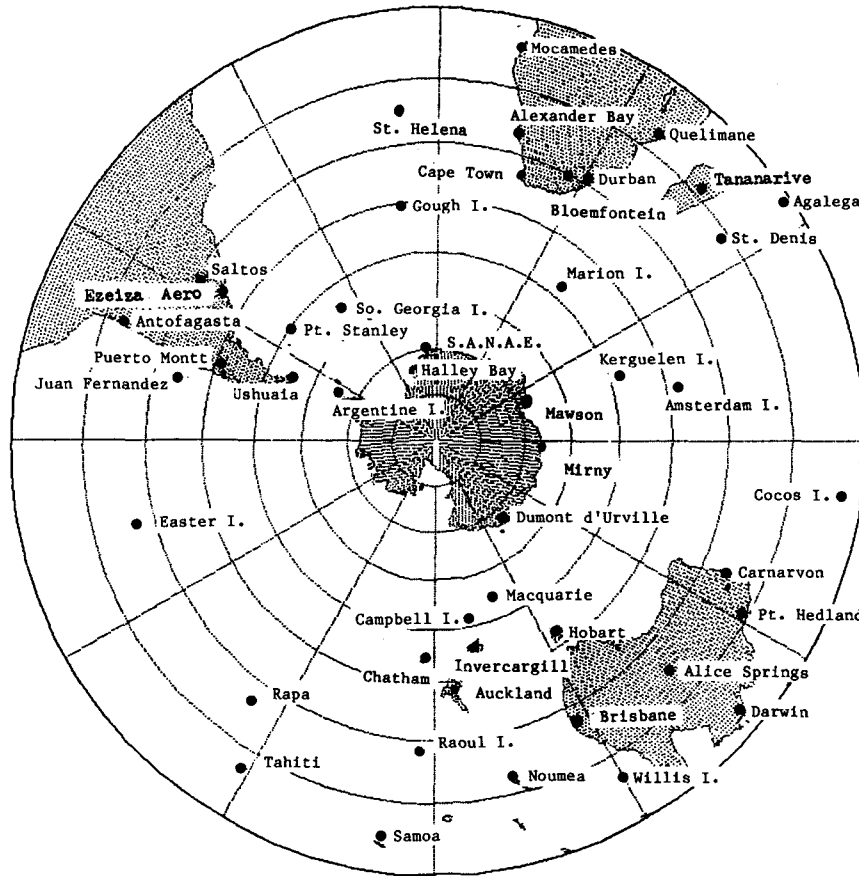 Mocamedes
Alexander Bay
St. Helena
Quelimane
Cape Town
Durban
Tananarive
Agalega
Gough I.
Bloemfontein
St. Denis
Saltos
Marion I.
Ezeiza Aero
So. Georgia I.
Antofagasta
Pt. Stanley
S.A.N.A.E.
Puerto Montt
Halley Bay
Kerguelen I.
Juan Fernandez
Ushuaia
Argentine I.
Mawson
Amsterdam I.
Mirny
Cocos I.
Easter I.
Dumont d'Urville
Carnarvon
Macquarie
Pt. Hedland
Campbell I.
Hobart
Chatham
Invercargill
Alice Springs
Auckland
Rapa
Brisbane
Darwin
Raoul I.
Tahiti
Noumea
Willis I.
Samoa